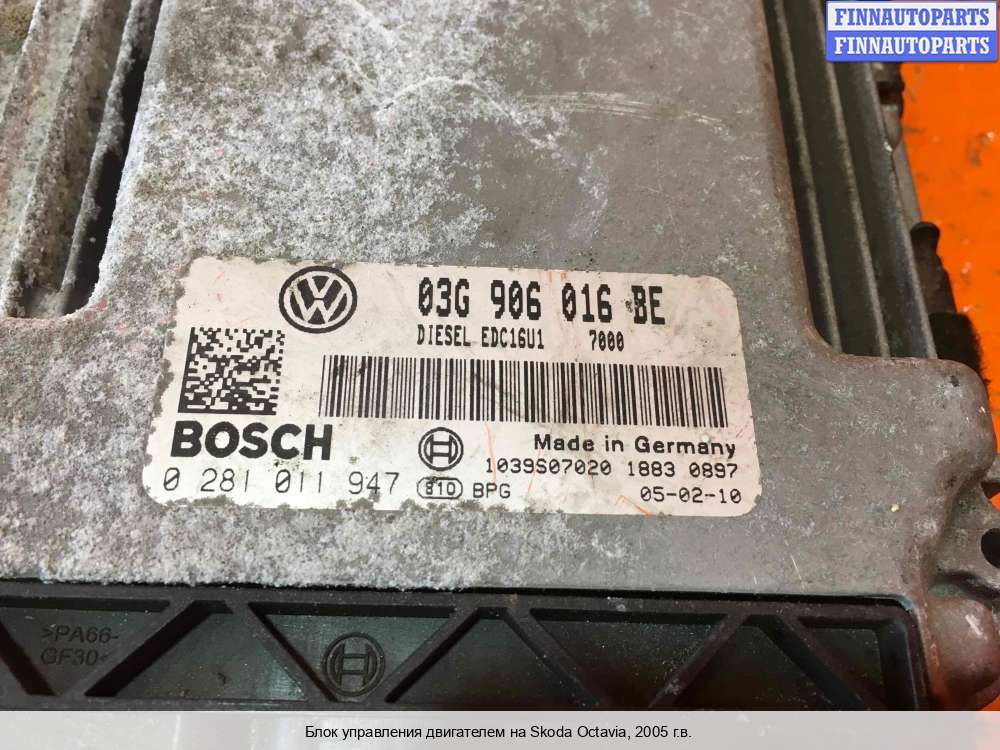 FINNAUTOPARTS
FINNAUTOPARTS
03G 906 016 BE
DIESEL EDC16U1 7000
BOSCH
Made in Germany
0 281 011 947
810 BPG
1039S07020 1883 0897
05-02-10
>PA66-
GF30<
Блок управления двигателем на Skoda Octavia, 2005 г.в.